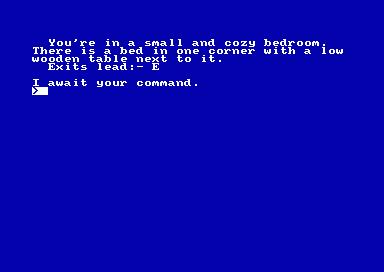 You're in a small and cozy bedroom.
There is a bed in one corner with a low
wooden table next to it.
Exits lead:- E
I await your command.
>